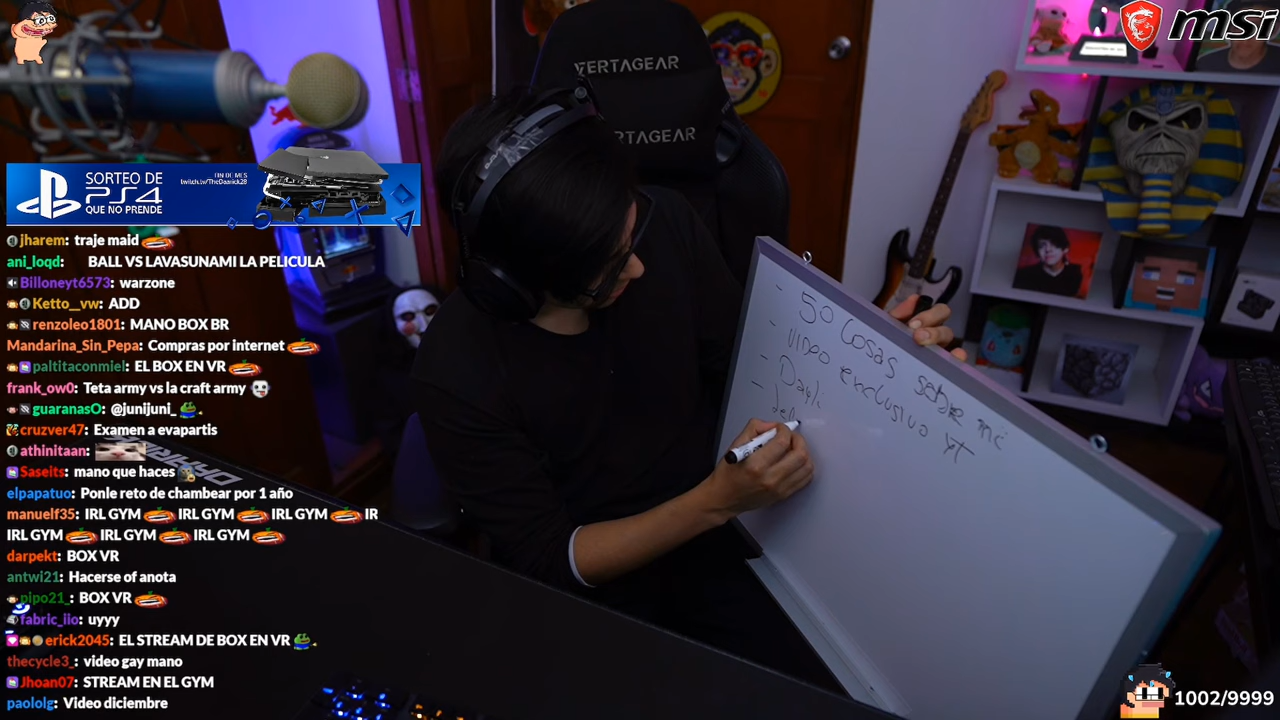 msi
XERTAGEAR
RTAGEAR
SORTEO DE
PS4
QUE NO PRENDE
FIN DE MES
twitch.tv/TheDaarick28
jharem: traje maid
ani_loqd: BALL VS LAVASUNAMI LA PELICULA
Billoneyt6573: warzone
Ketto__vw: ADD
renzoleo1801: MANO BOX BR
Mandarina_Sin_Pepa: Compras por internet
paltitaconmiel: EL BOX EN VR
frank_ow0: Teta army vs la craft army
guaranasO: @junijuni_
cruzver47: Examen a evapartis
athinitaan:
Saseits: mano que haces
elpapatuo: Ponle reto de chambear por 1 año
manuelf35: IRL GYM IRL GYM IRL GYM IR
IRL GYM IRL GYM IRL GYM
darpekt: BOX VR
antwi21: Hacerse of anota
pipo21_: BOX VR
fabric_iio: uyyy
erick2045: EL STREAM DE BOX EN VR
thecycle3_: video gay mano
Jhoan07: STREAM EN EL GYM
paololg: Video diciembre
- 50 Cosas sobre mi
- VIDEO exclusivo YT
1002/9999